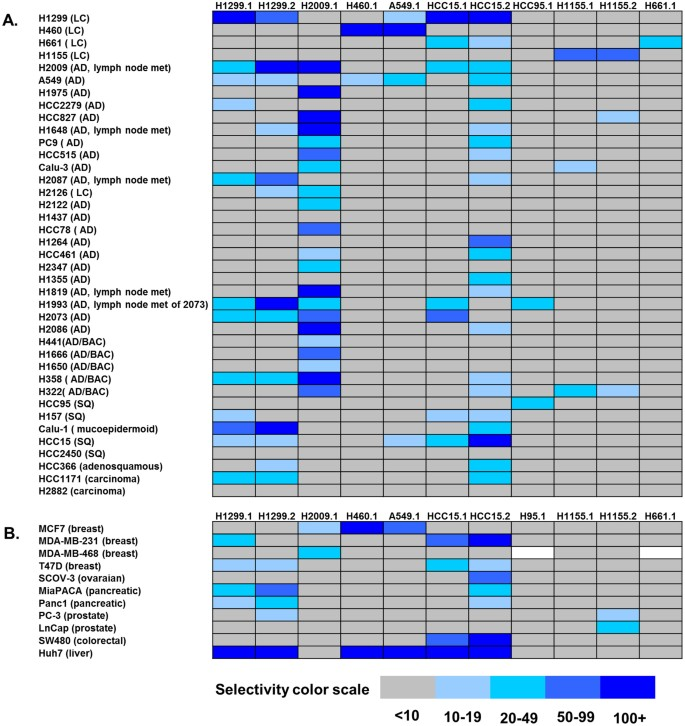 A.
H1299.1 H1299.2 H2009.1 H460.1 A549.1 HCC15.1 HCC15.2 HCC95.1 H1155.1 H1155.2 H661.1
H1299 (LC)
H460 (LC)
H661 ( LC)
H1155 (LC)
H2009 (AD, lymph node met)
A549 (AD)
H1975 (AD)
HCC2279 (AD)
HCC827 (AD)
H1648 (AD, lymph node met)
PC9 ( AD)
HCC515 (AD)
Calu-3 (AD)
H2087 (AD, lymph node met)
H2126 ( LC)
H2122 (AD)
H1437 (AD)
HCC78 ( AD)
H1264 (AD)
HCC461 (AD)
H2347 (AD)
H1355 (AD)
H1819 (AD, lymph node met)
H1993 (AD, lymph node met of 2073)
H2073 (AD)
H2086 (AD)
H441(AD/BAC)
H1666 (AD/BAC)
H1650 (AD/BAC)
H358 ( AD/BAC)
H322( AD/BAC)
HCC95 (SQ)
H157 (SQ)
Calu-1 ( mucoepidermoid)
HCC15 (SQ)
HCC2450 (SQ)
HCC366 (adenosquamous)
HCC1171 (carcinoma)
H2882 (carcinoma)
B.
H1299.1 H1299.2 H2009.1 H460.1 A549.1 HCC15.1 HCC15.2 H95.1 H1155.1 H1155.2 H661.1
MCF7 (breast)
MDA-MB-231 (breast)
MDA-MB-468 (breast)
T47D (breast)
SCOV-3 (ovaraian)
MiaPACA (pancreatic)
Panc1 (pancreatic)
PC-3 (prostate)
LnCap (prostate)
SW480 (colorectal)
Huh7 (liver)
Selectivity color scale
<10 10-19 20-49 50-99 100+